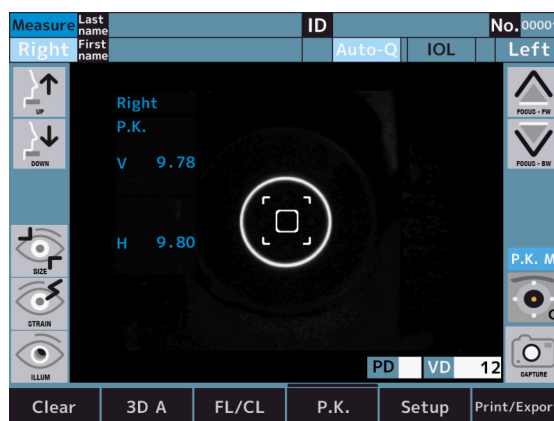 Measure Last name ID No. 00001
Right First name Auto-Q IOL Left
UP
FOCUS - FW
Right
P.K.
DOWN
FOCUS - BW
V 9.78
H 9.80
SIZE
P.K. M
STRAIN
C
PD VD 12
ILLUM
CAPTURE
Clear 3D A FL/CL P.K. Setup Print/Expor